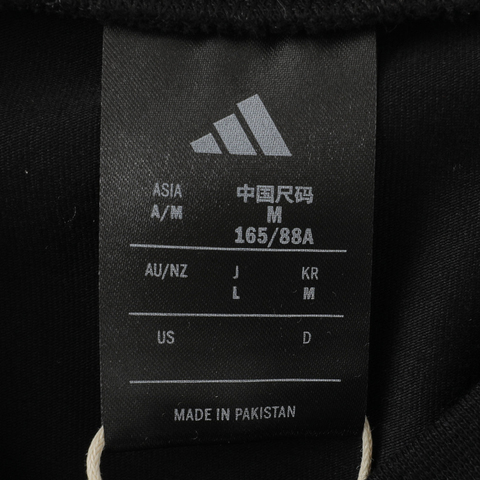 ASIA 中国尺码
A/M M
165/88A
AU/NZ J KR
L M
US D
MADE IN PAKISTAN